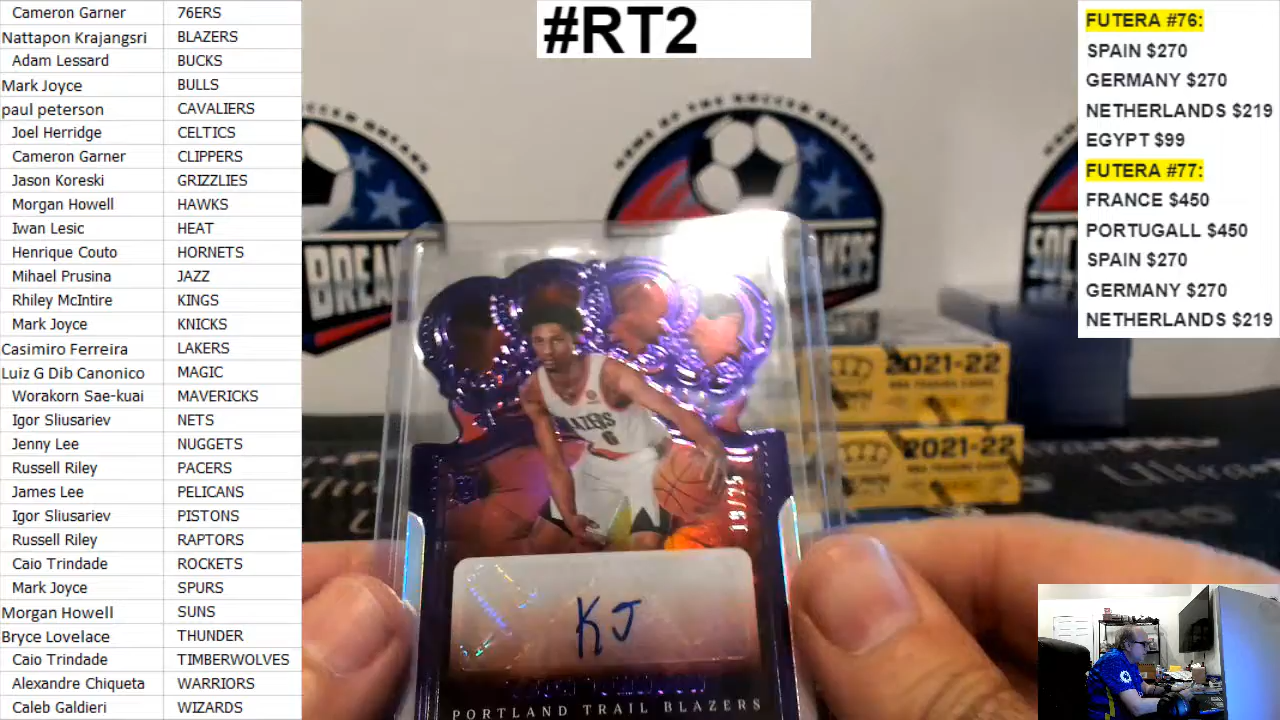 #RT2
Cameron Garner 76ERS
Nattapon Krajangsri BLAZERS
Adam Lessard BUCKS
Mark Joyce BULLS
paul peterson CAVALIERS
Joel Herridge CELTICS
Cameron Garner CLIPPERS
Jason Koreski GRIZZLIES
Morgan Howell HAWKS
Iwan Lesic HEAT
Henrique Couto HORNETS
Mihael Prusina JAZZ
Rhiley McIntire KINGS
Mark Joyce KNICKS
Casimiro Ferreira LAKERS
Luiz G Dib Canonico MAGIC
Worakorn Sae-kuai MAVERICKS
Igor Sliusariev NETS
Jenny Lee NUGGETS
Russell Riley PACERS
James Lee PELICANS
Igor Sliusariev PISTONS
Russell Riley RAPTORS
Caio Trindade ROCKETS
Mark Joyce SPURS
Morgan Howell SUNS
Bryce Lovelace THUNDER
Caio Trindade TIMBERWOLVES
Alexandre Chiqueta WARRIORS
Caleb Galdieri WIZARDS
FUTERA #76:
SPAIN $270
GERMANY $270
NETHERLANDS $219
EGYPT $99
FUTERA #77:
FRANCE $450
PORTUGALL $450
SPAIN $270
GERMANY $270
NETHERLANDS $219
2021-22
2021-22
BLAZERS
6
19/25
KJ
PORTLAND TRAIL BLAZERS